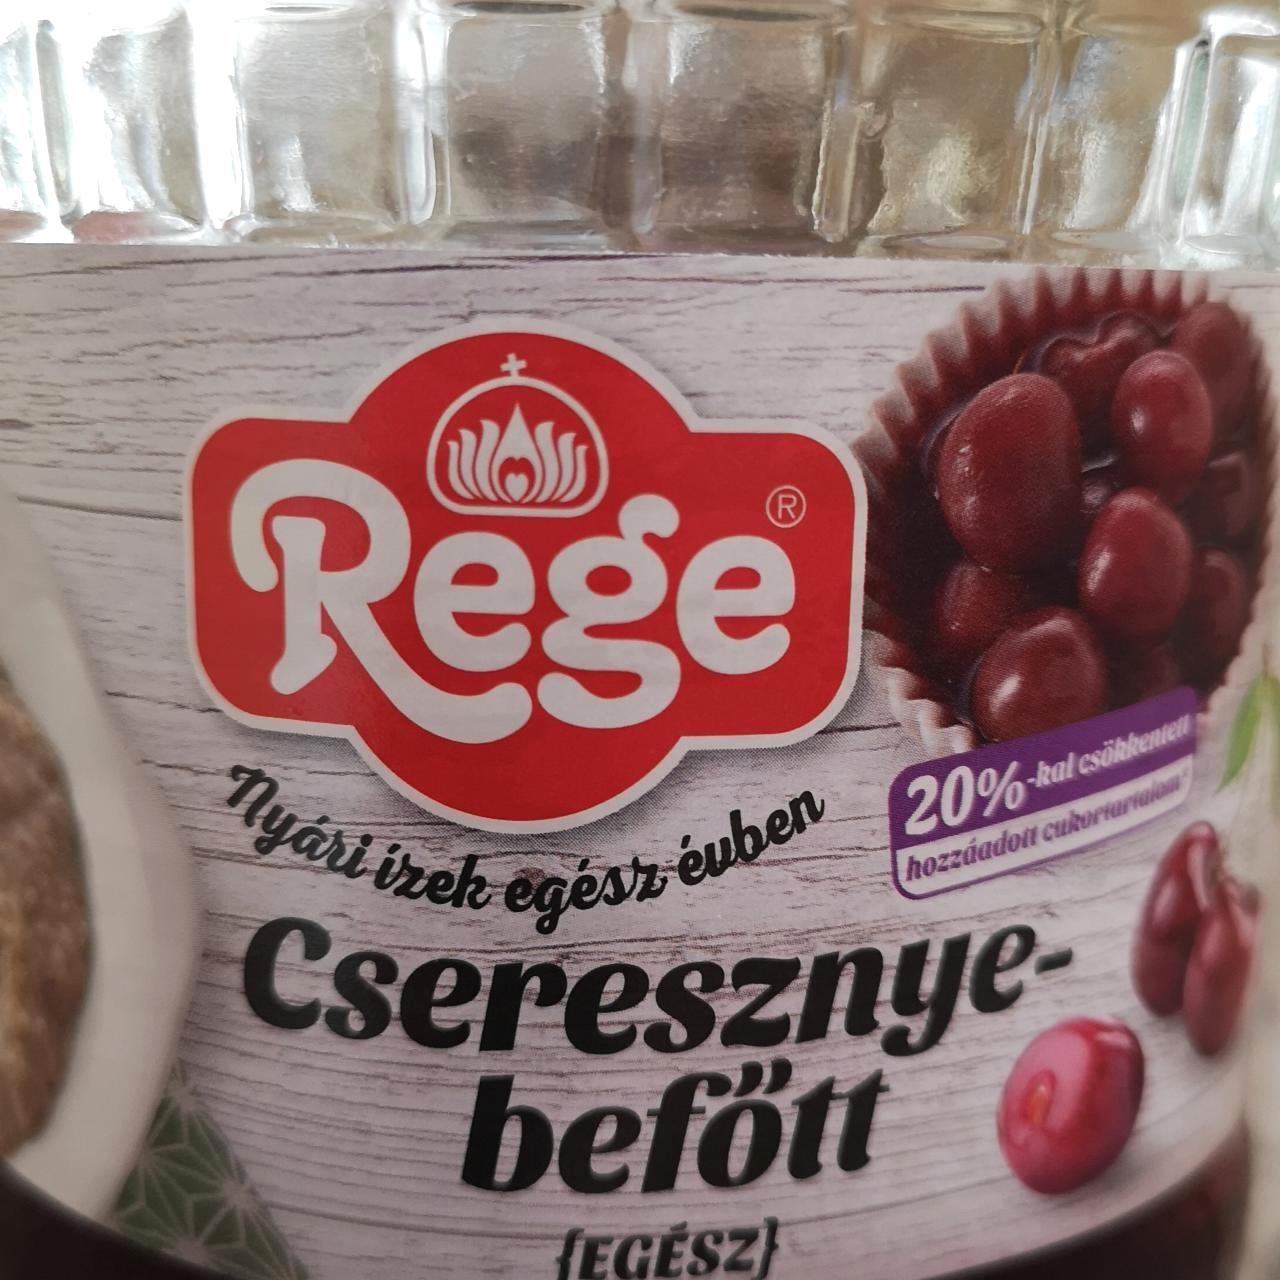 Rege ®
Nyári ízek egész évben
20%-kal csökkentett
hozzáadott cukortartalom*
Cseresznye-
befőtt
{EGÉSZ}